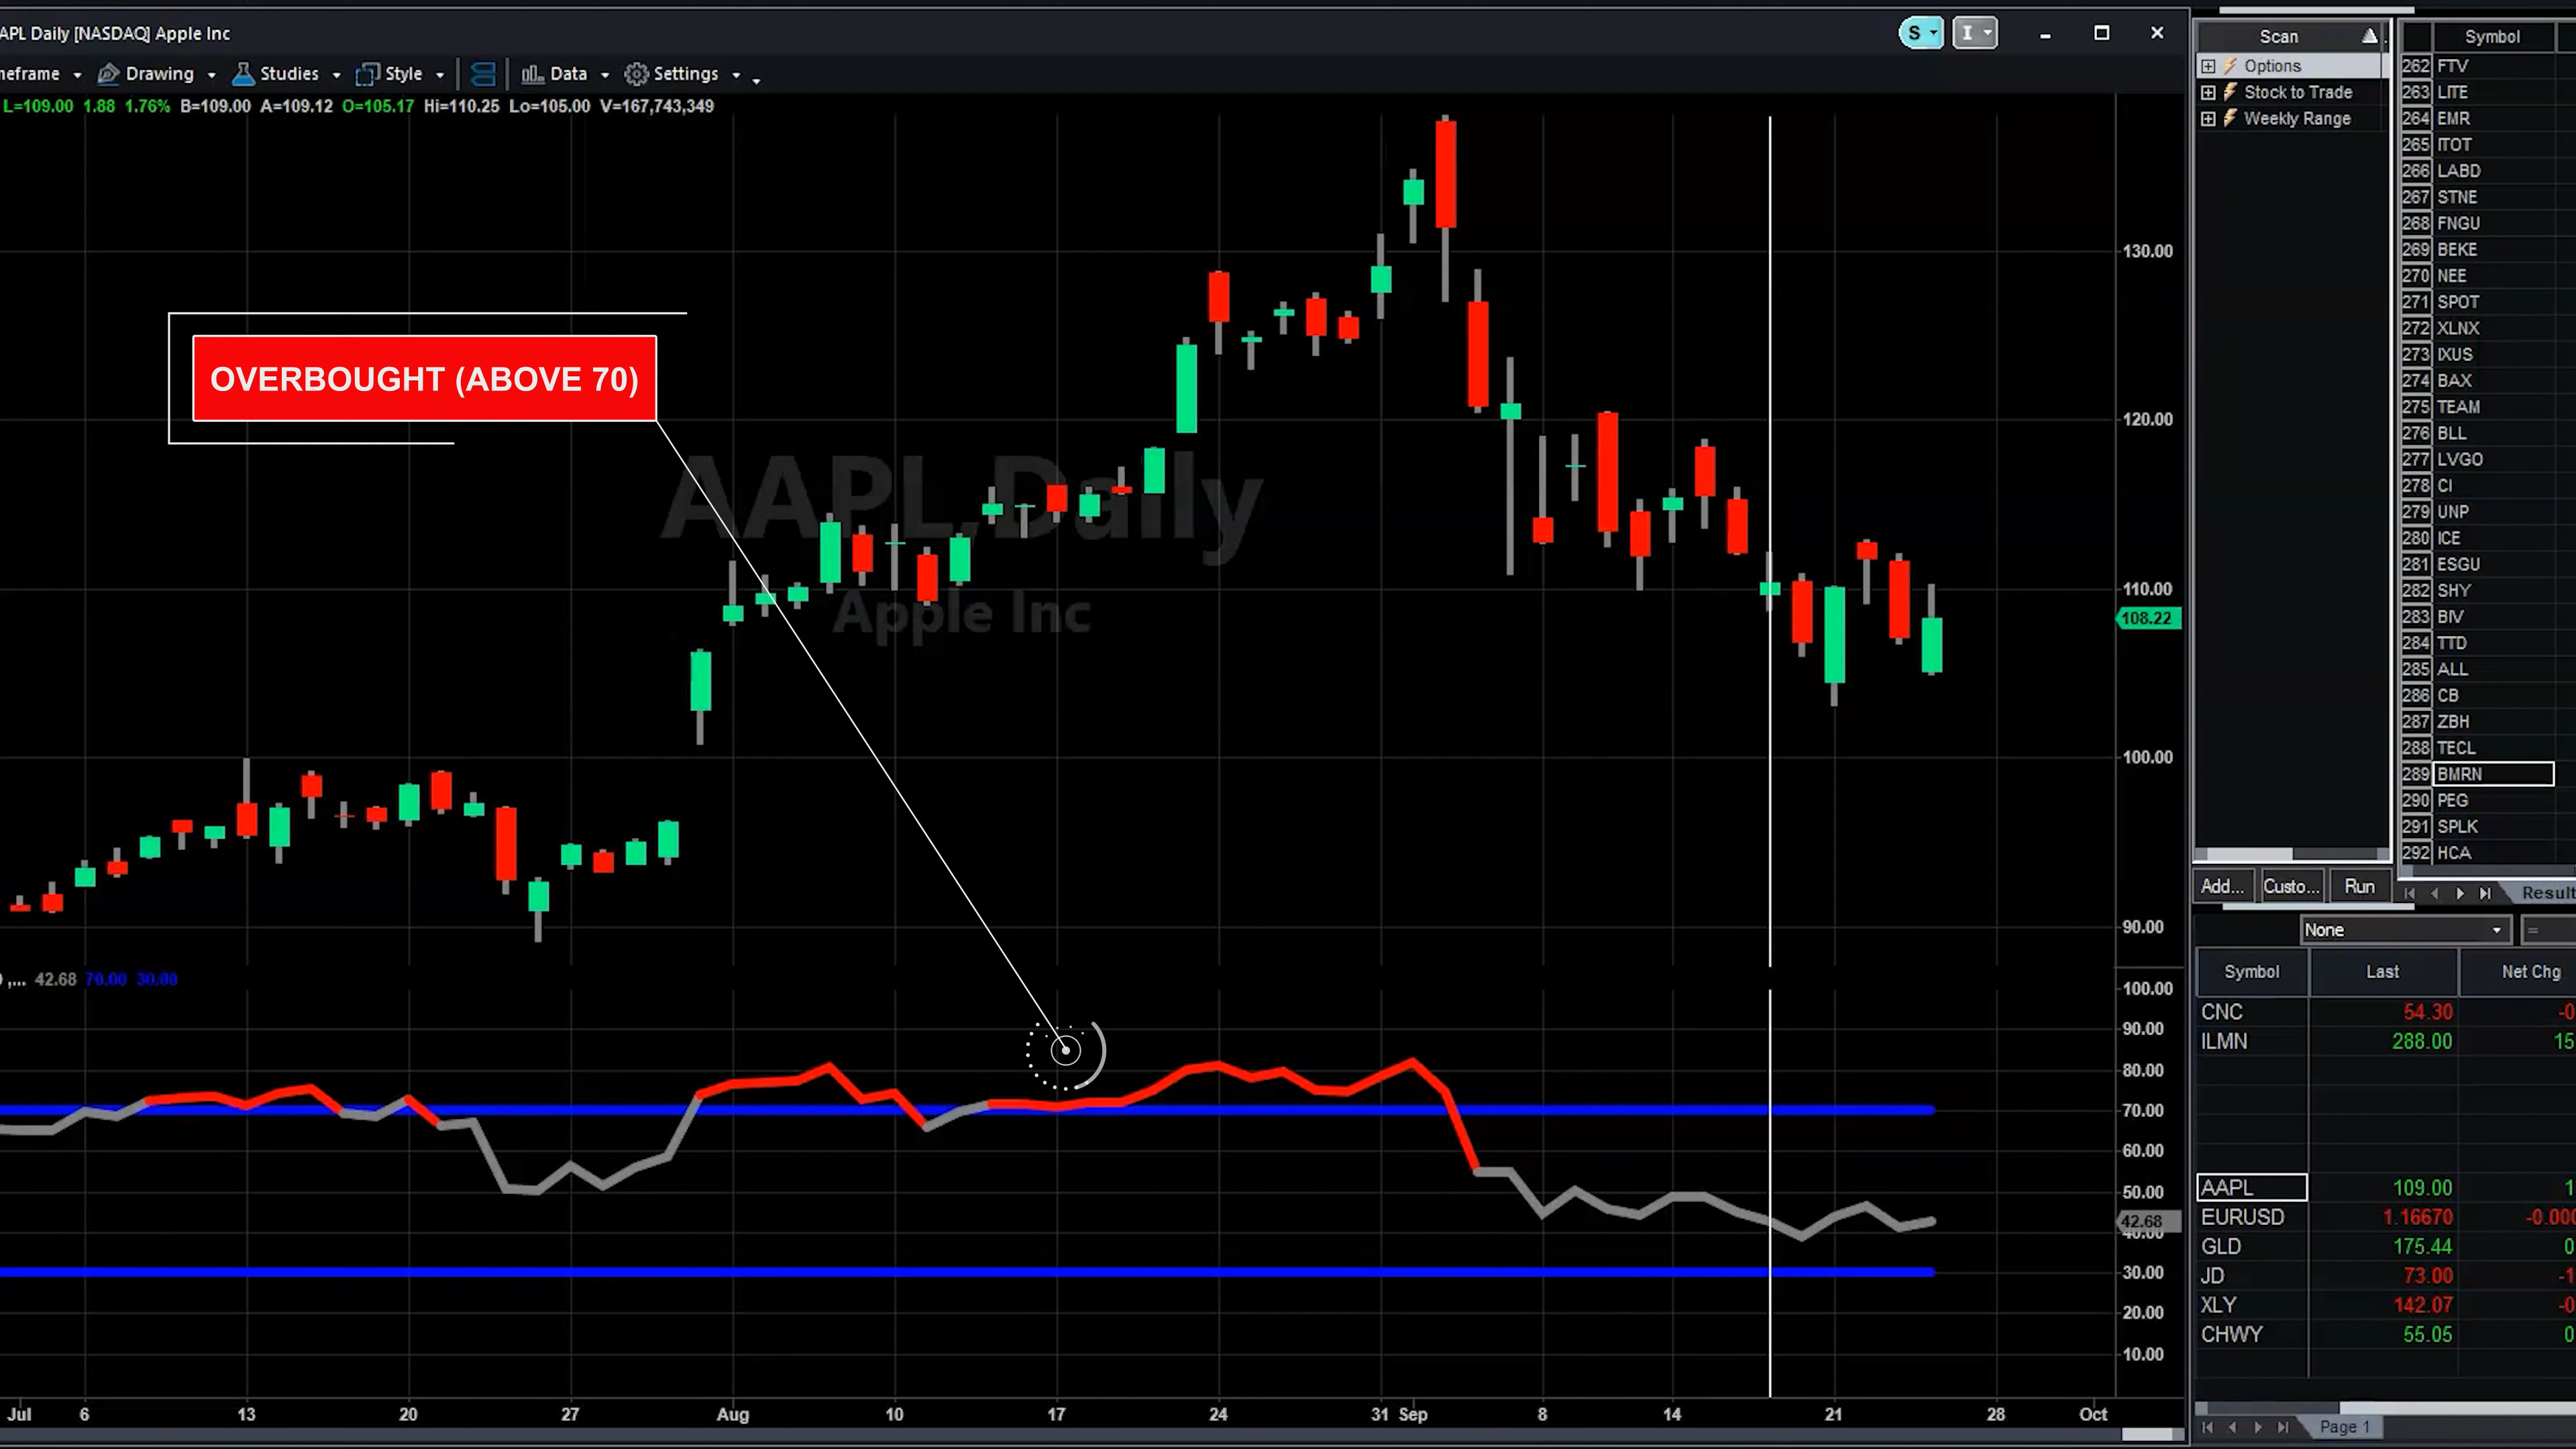 APL Daily [NASDAQ] Apple Inc
S
I
neframe
Drawing
Studies
Style
Data
Settings
L=109.00 1.88 1.76% B=109.00 A=109.12 O=105.17 Hi=110.25 Lo=105.00 V=167,743,349
OVERBOUGHT (ABOVE 70)
AAPL,Daily
Apple Inc
130.00
120.00
110.00
108.22
100.00
90.00
,... 42.68 70.00 30.00
100.00
90.00
80.00
70.00
60.00
50.00
42.68
40.00
30.00
20.00
10.00
Jul 6 13 20 27 Aug 10 17 24 31 Sep 8 14 21 28 Oct
Scan
Options
Stock to Trade
Weekly Range
Add...
Custo...
Run
Symbol
262 FTV
263 LITE
264 EMR
265 ITOT
266 LABD
267 STNE
268 FNGU
269 BEKE
270 NEE
271 SPOT
272 XLNX
273 IXUS
274 BAX
275 TEAM
276 BLL
277 LVGO
278 CI
279 UNP
280 ICE
281 ESGU
282 SHY
283 BIV
284 TTD
285 ALL
286 CB
287 ZBH
288 TECL
289 BMRN
290 PEG
291 SPLK
292 HCA
Result
None
=
Symbol Last Net Chg
CNC 54.30 -0
ILMN 288.00 15
AAPL 109.00 1
EURUSD 1.16670 -0.000
GLD 175.44 0
JD 73.00 -1
XLY 142.07 -0
CHWY 55.05 0
Page 1